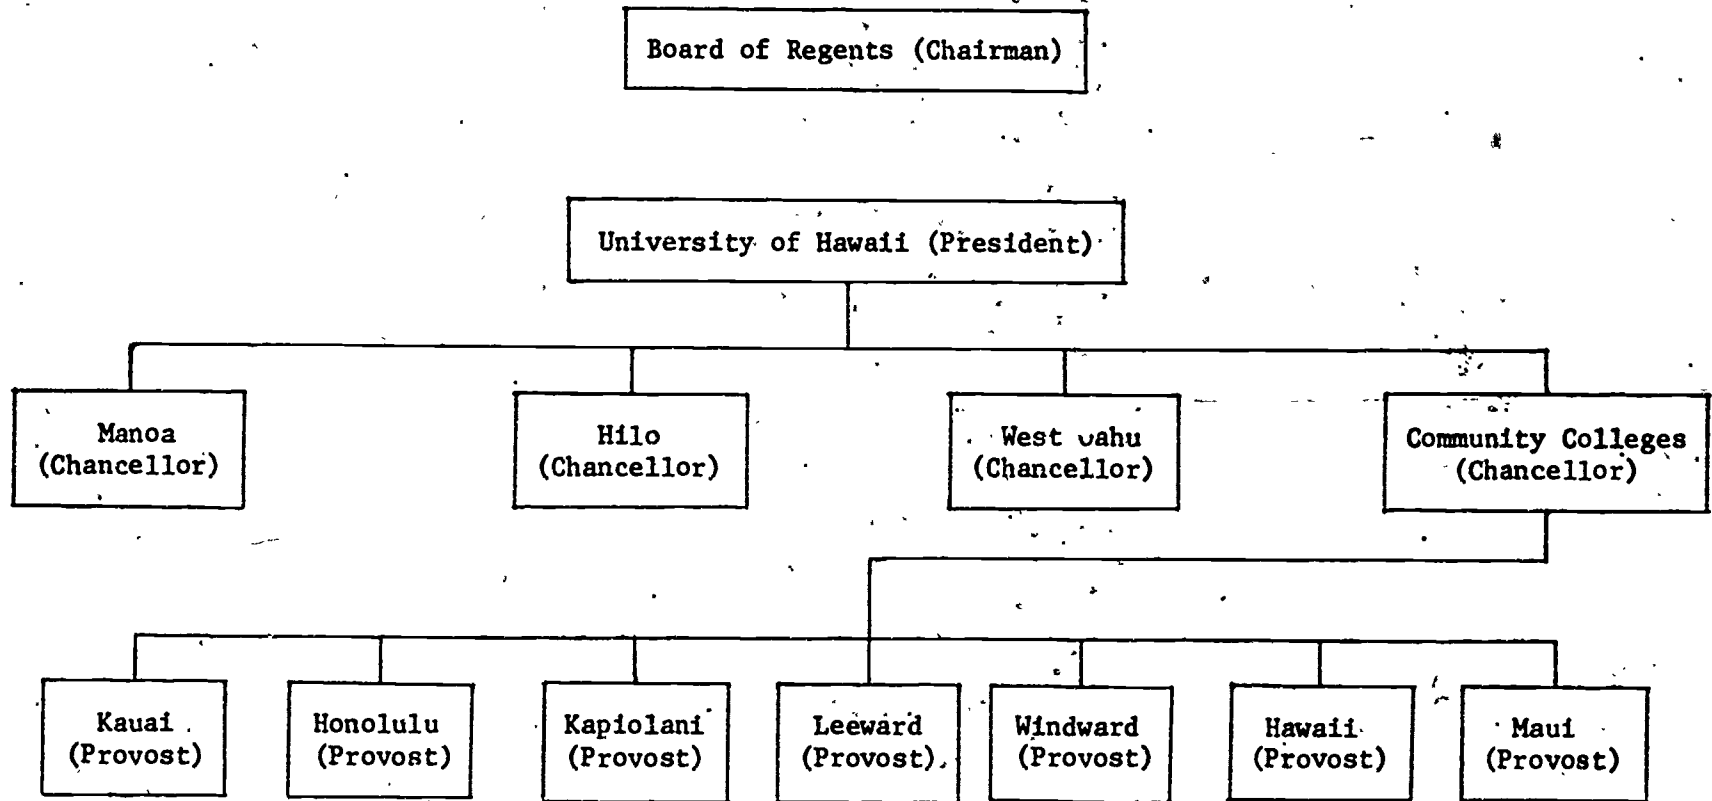 Board of Regents (Chairman)
University of Hawaii (President)
Manoa
(Chancellor)
Hilo
(Chancellor)
West Oahu
(Chancellor)
Community Colleges
(Chancellor)
Kauai
(Provost)
Honolulu
(Provost)
Kapiolani
(Provost)
Leeward
(Provost)
Windward
(Provost)
Hawaii
(Provost)
Maui
(Provost)